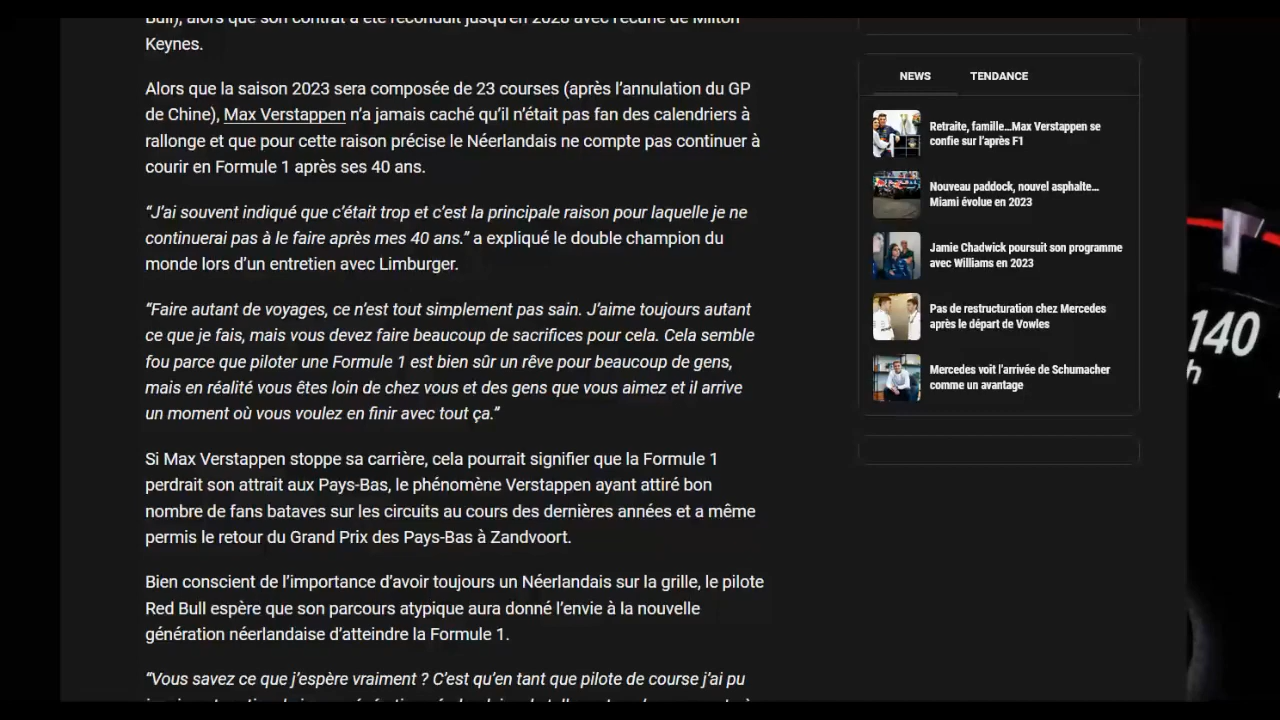 Bull), alors que son contrat a été reconduit jusqu'en 2028 avec l'écurie de Milton
Keynes.
Alors que la saison 2023 sera composée de 23 courses (après l’annulation du GP
de Chine), Max Verstappen n’a jamais caché qu’il n’était pas fan des calendriers à
rallonge et que pour cette raison précise le Néerlandais ne compte pas continuer à
courir en Formule 1 après ses 40 ans.
“J’ai souvent indiqué que c’était trop et c’est la principale raison pour laquelle je ne
continuerai pas à le faire après mes 40 ans.” a expliqué le double champion du
monde lors d’un entretien avec Limburger.
“Faire autant de voyages, ce n’est tout simplement pas sain. J’aime toujours autant
ce que je fais, mais vous devez faire beaucoup de sacrifices pour cela. Cela semble
fou parce que piloter une Formule 1 est bien sûr un rêve pour beaucoup de gens,
mais en réalité vous êtes loin de chez vous et des gens que vous aimez et il arrive
un moment où vous voulez en finir avec tout ça.”
Si Max Verstappen stoppe sa carrière, cela pourrait signifier que la Formule 1
perdrait son attrait aux Pays-Bas, le phénomène Verstappen ayant attiré bon
nombre de fans bataves sur les circuits au cours des dernières années et a même
permis le retour du Grand Prix des Pays-Bas à Zandvoort.
Bien conscient de l’importance d’avoir toujours un Néerlandais sur la grille, le pilote
Red Bull espère que son parcours atypique aura donné l’envie à la nouvelle
génération néerlandaise d’atteindre la Formule 1.
“Vous savez ce que j’espère vraiment ? C’est qu’en tant que pilote de course j’ai pu
NEWS TENDANCE
Retraite, famille…Max Verstappen se
confie sur l’après F1
Nouveau paddock, nouvel asphalte…
Miami évolue en 2023
Jamie Chadwick poursuit son programme
avec Williams en 2023
Pas de restructuration chez Mercedes
après le départ de Vowles
Mercedes voit l’arrivée de Schumacher
comme un avantage
140
h